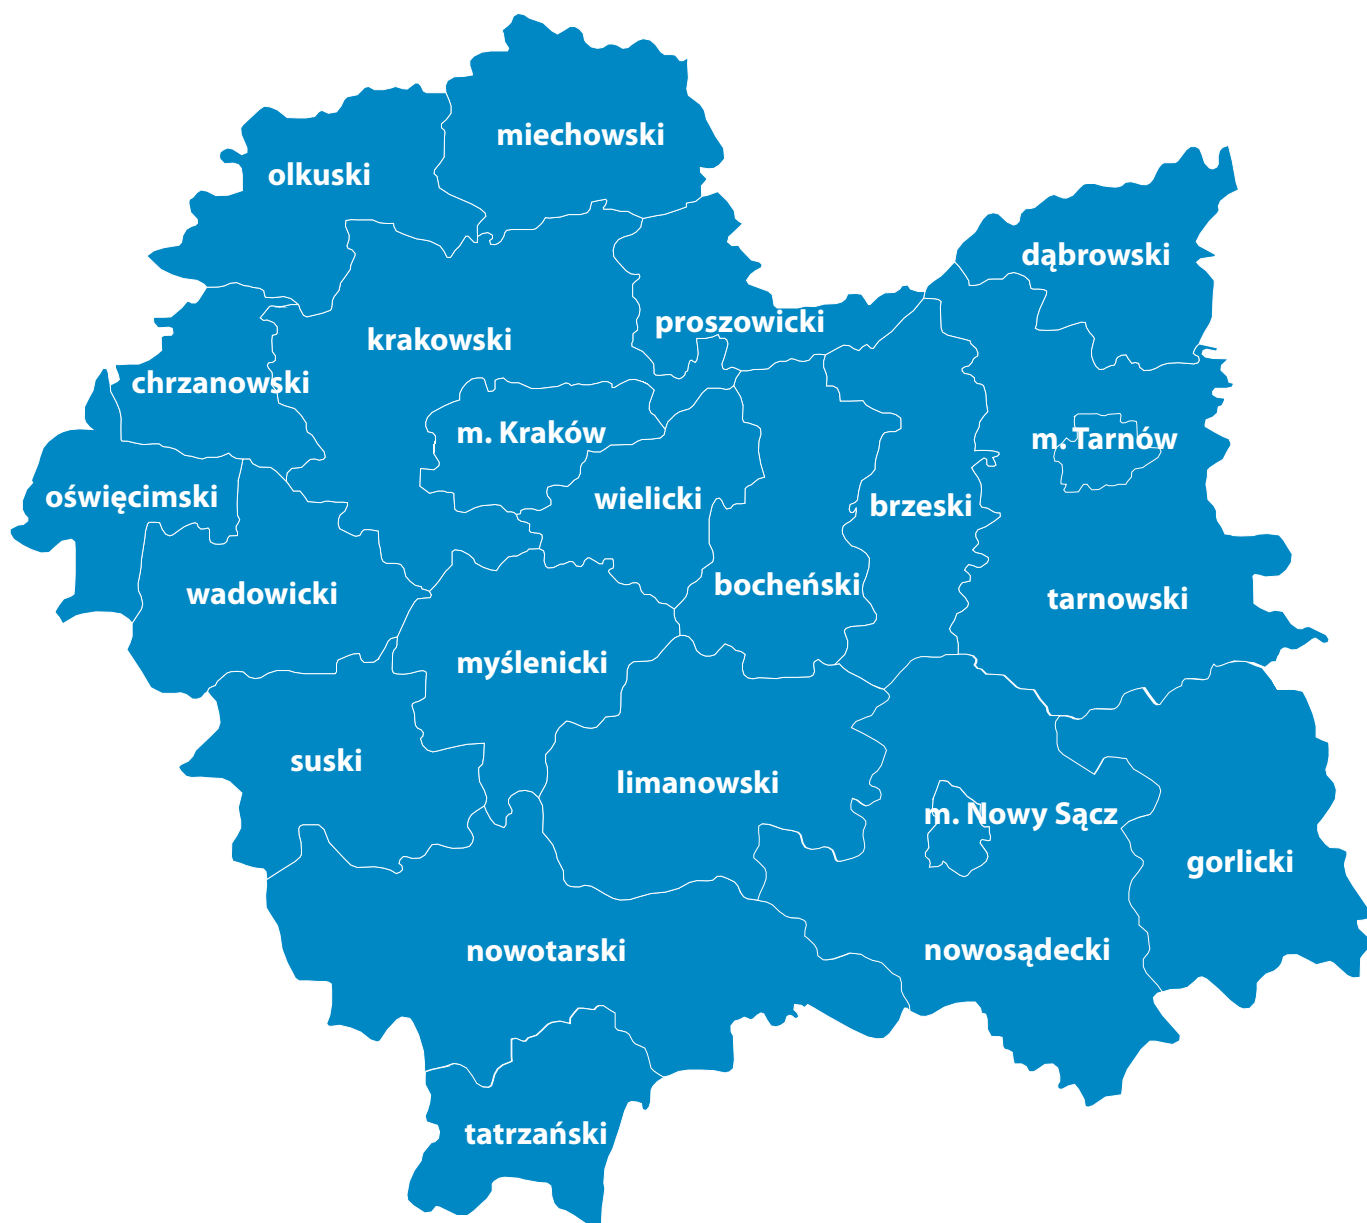 miechowski
olkuski
dąbrowski
proszowicki
krakowski
chrzanowski
m. Kraków
m. Tarnów
oświęcimski
wielicki
brzeski
wadowicki
bocheński
tarnowski
myślenicki
suski
limanowski
m. Nowy Sącz
gorlicki
nowotarski
nowosądecki
tatrzański